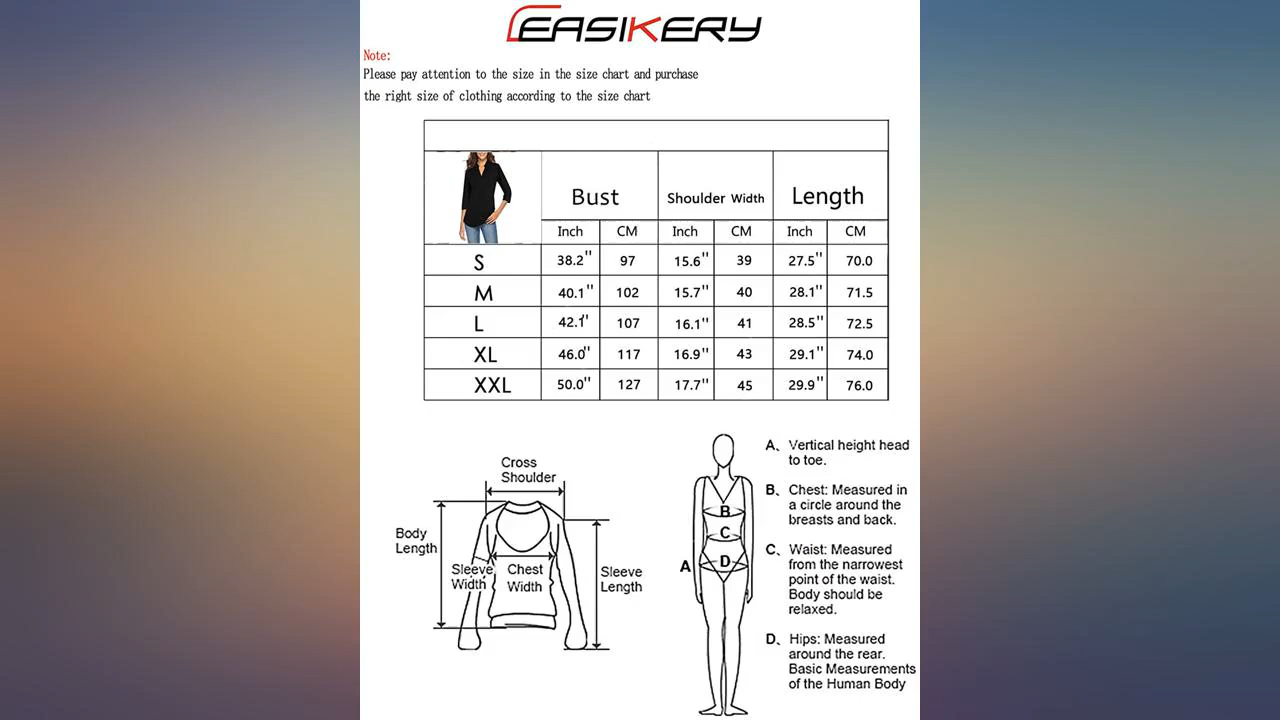 EASIKERY
Note:
Please pay attention to the size in the size chart and purchase
the right size of clothing according to the size chart
Bust Shoulder Width Length
Inch CM Inch CM Inch CM
S 38.2" 97 15.6" 39 27.5" 70.0
M 40.1" 102 15.7" 40 28.1" 71.5
L 42.1" 107 16.1" 41 28.5" 72.5
XL 46.0" 117 16.9" 43 29.1" 74.0
XXL 50.0" 127 17.7" 45 29.9" 76.0
Cross
Shoulder
Body
Length
Sleeve
Width
Chest
Width
Sleeve
Length
A
B
C
D
A、Vertical height head
to toe.
B、Chest: Measured in
a circle around the
breasts and back.
C、Waist: Measured
from the narrowest
point of the waist.
Body should be
relaxed.
D、Hips: Measured
around the rear.
Basic Measurements
of the Human Body